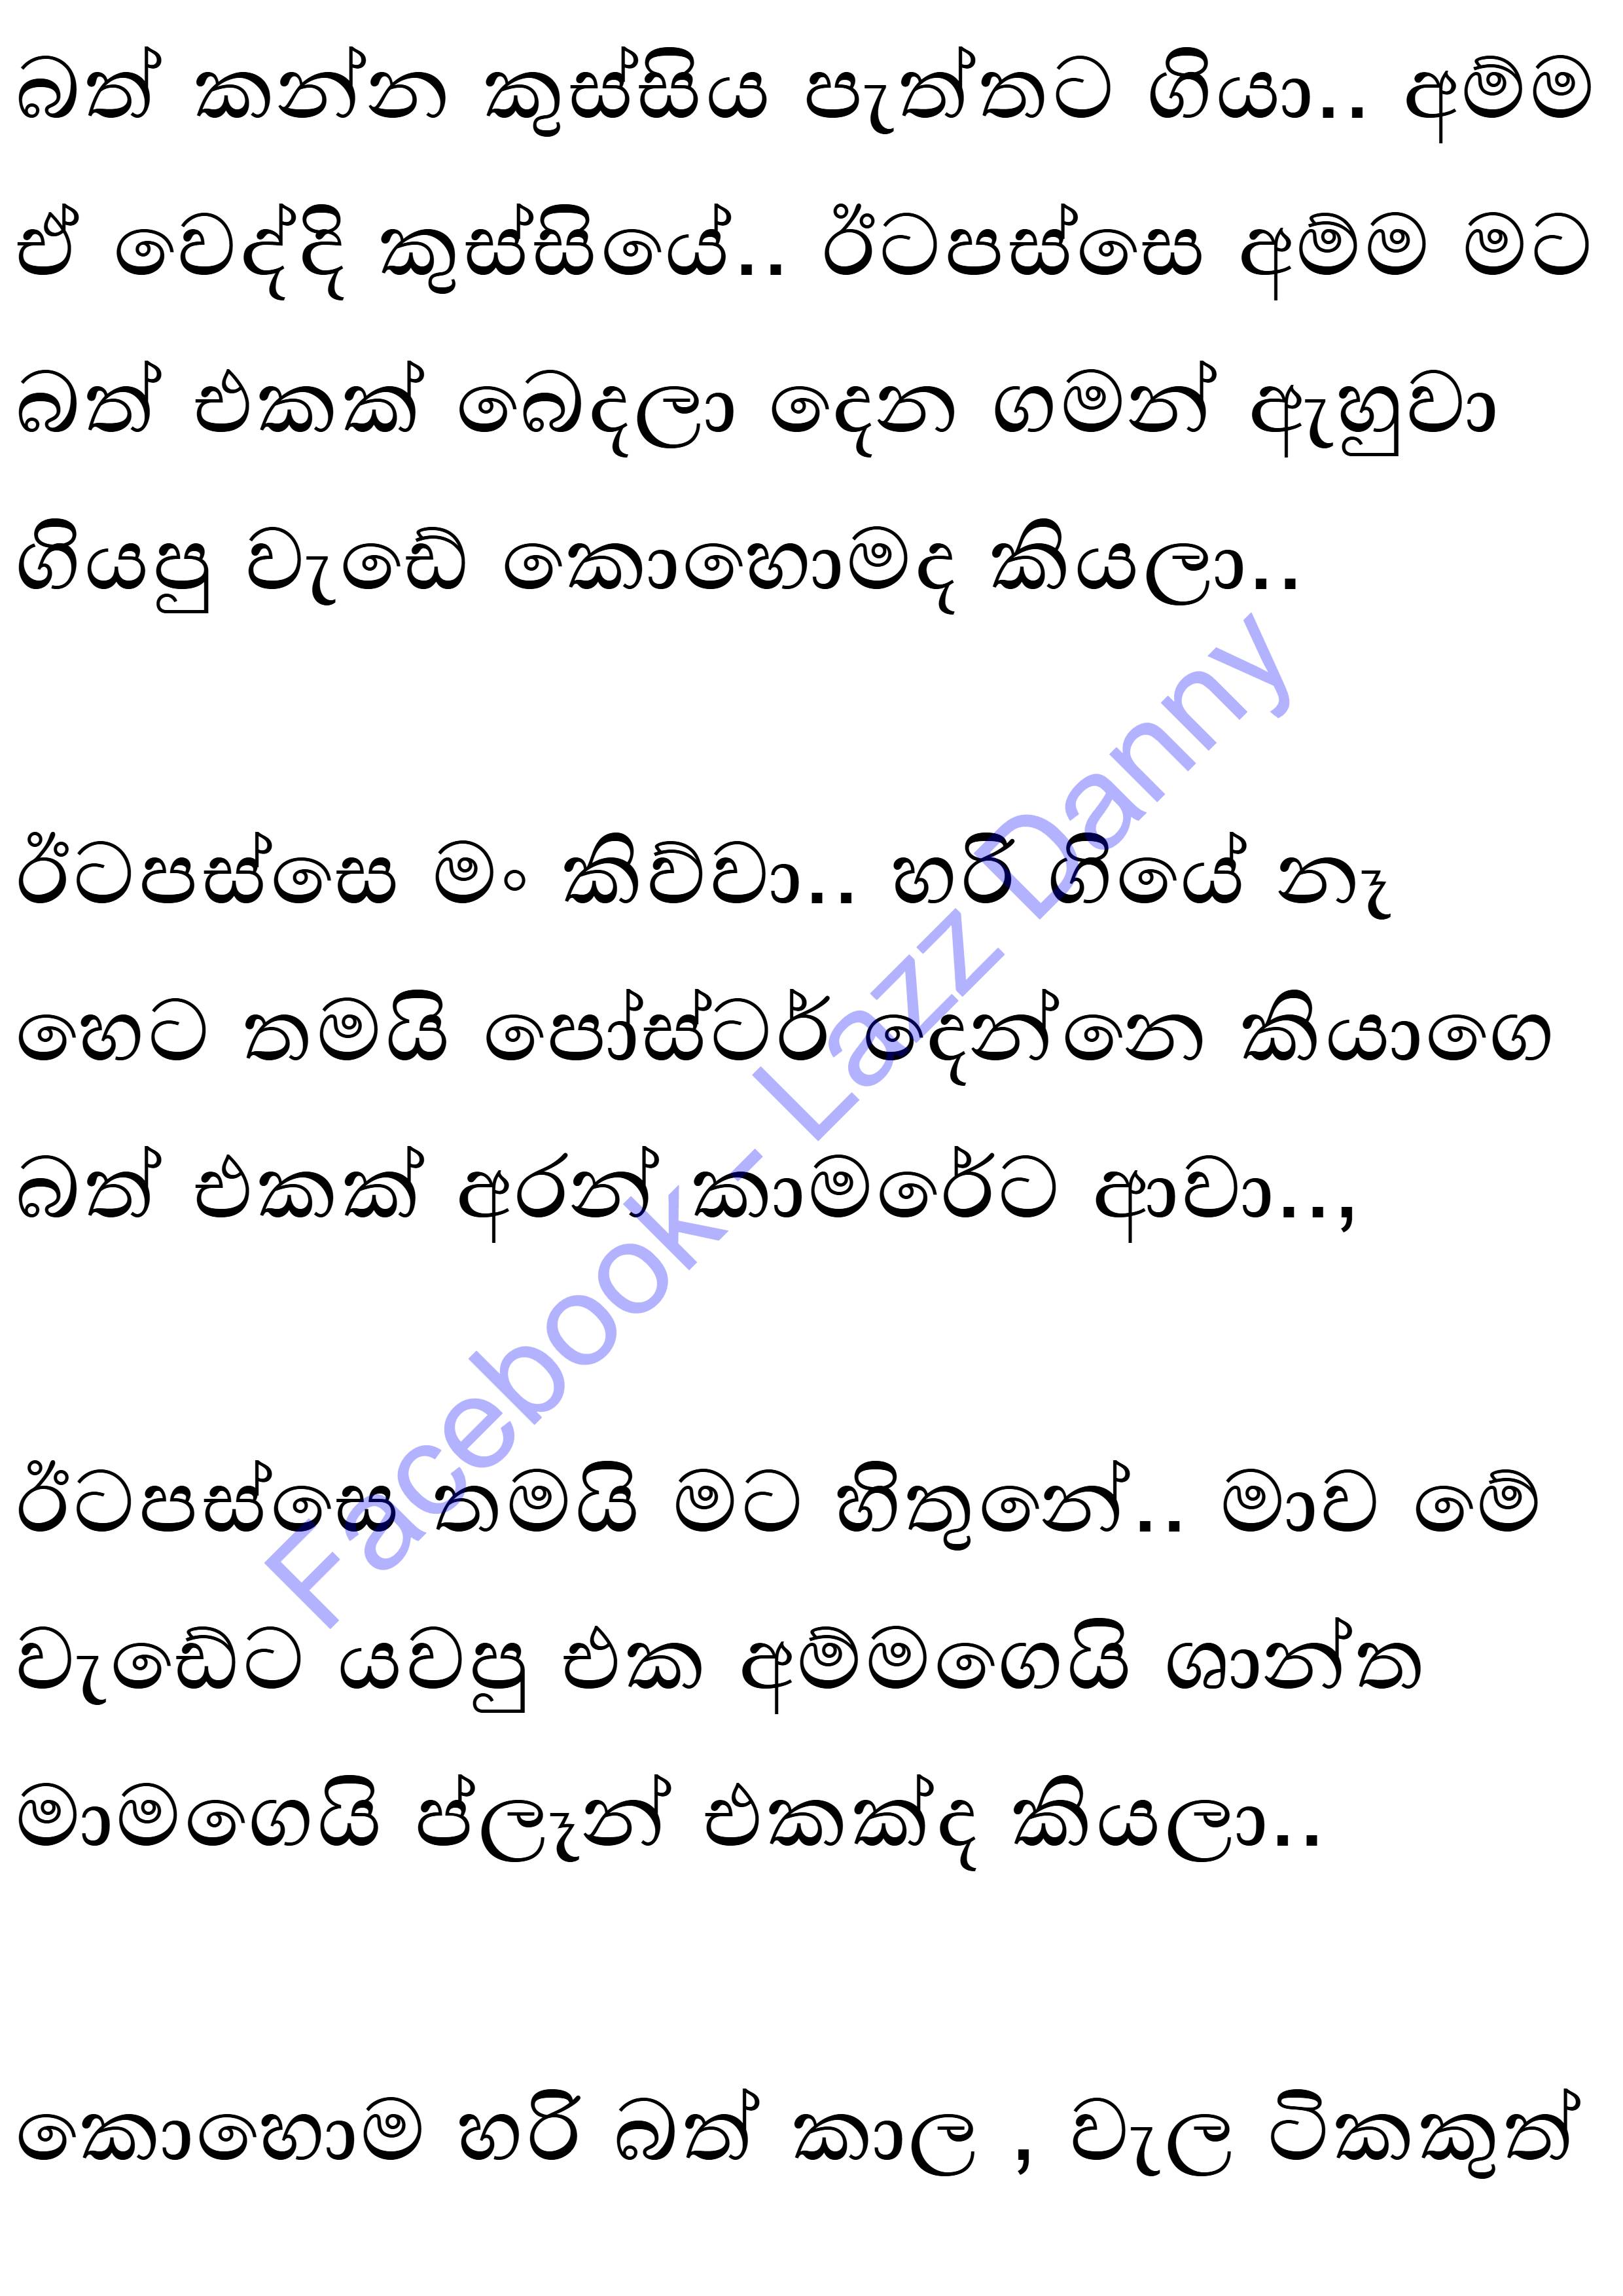 බත් කන්න කුස්සිය පැත්තට ගියා.. අම්ම
ඒ වෙද්දි කුස්සියේ.. ඊටපස්සෙ අම්ම මට
බත් එකක් බෙදලා දෙන ගමන් ඇහුවා
ගියපු වැඩේ කොහොමද කියලා..
ඊටපස්සෙ මං කිව්වා.. හරි ගියේ නෑ
හෙට තමයි පෝස්ටර් දෙන්නෙ කියාගෙ
බත් එකක් අරන් කාමරේට ආවා..,
ඊටපස්සෙ තමයි මට හිතුනේ.. මාව මේ
වැඩේට යවපු එක අම්මගෙයි ශාන්ත
මාමගෙයි ප්ලෑන් එකක්ද කියලා..
කොහොම හරි බත් කාල , වැල ටිකකුත්
Facebook - Lazz Danny